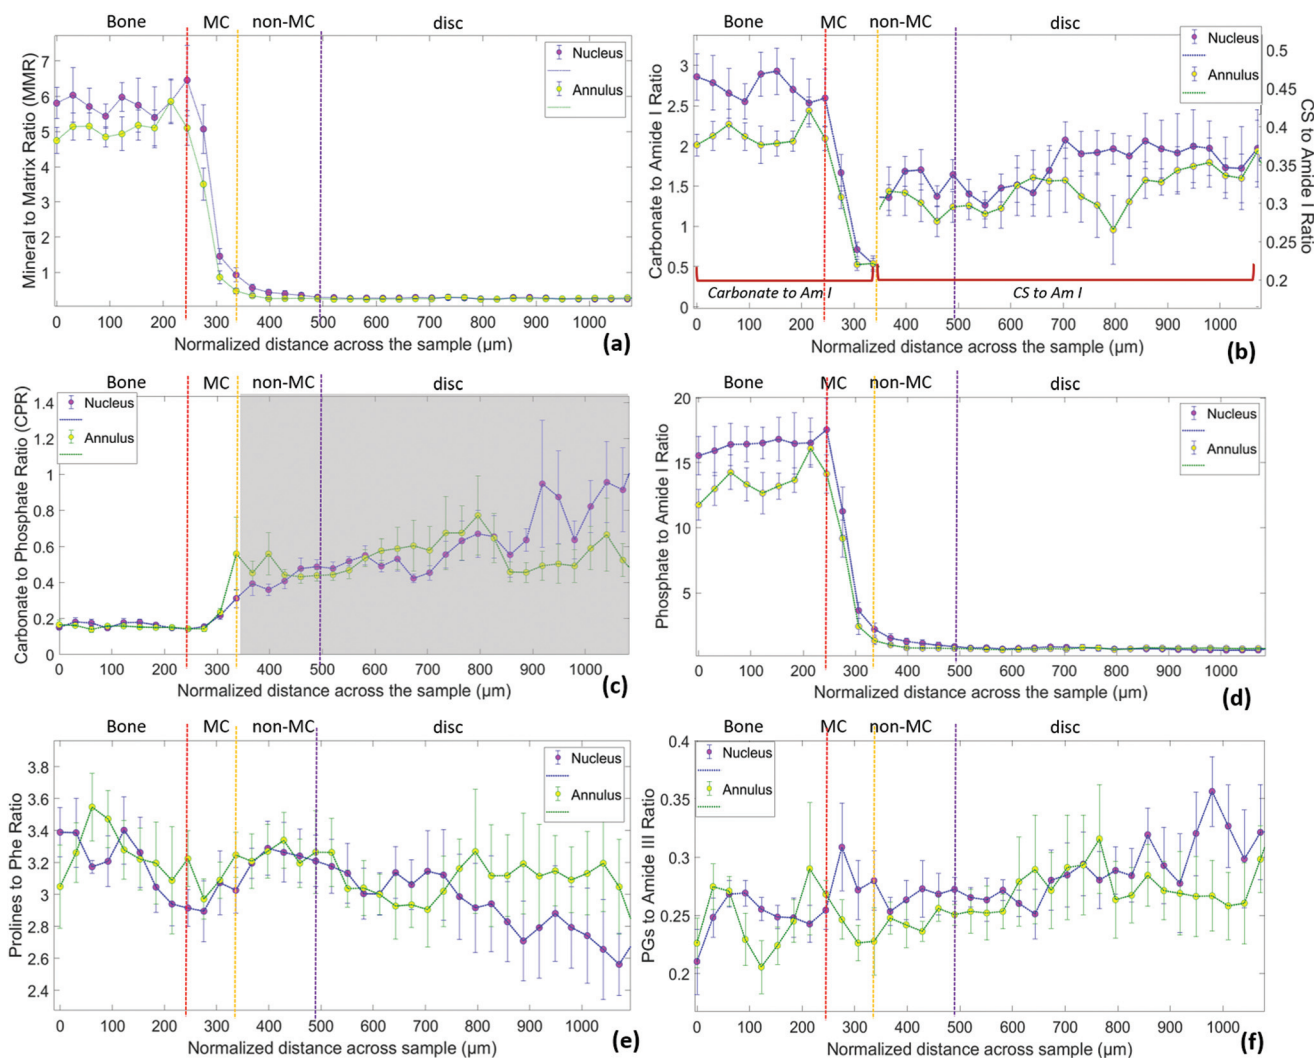 Bone MC non-MC disc
Nucleus
Annulus
Mineral to Matrix Ratio (MMR)
7
6
5
4
3
2
1
0 100 200 300 400 500 600 700 800 900 1000
Normalized distance across the sample (µm)
(a)
Bone MC non-MC disc
Nucleus
Annulus
Carbonate to Amide I Ratio
3
2.5
2
1.5
1
0.5
0
0.5
0.45
0.4
0.35
0.3
0.25
0.2
CS to Amide I Ratio
Carbonate to Am I
CS to Am I
0 200 300 400 500 600 700 800 900 1000
Normalized distance across the sample (µm)
(b)
Bone MC non-MC disc
Nucleus
Annulus
Carbonate to Phosphate Ratio (CPR)
1.4
1.2
1
0.8
0.6
0.4
0.2
0
0 100 200 300 400 500 600 700 800 900 1000
Normalized distance across the sample (µm)
(c)
Bone MC non-MC disc
Nucleus
Annulus
Phosphate to Amide I Ratio
20
15
10
5
0 100 200 300 400 500 600 700 800 900 1000
Normalized distance across the sample (µm)
(d)
Bone MC non-MC disc
Nucleus
Annulus
Prolines to Phe Ratio
3.8
3.6
3.4
3.2
3
2.8
2.6
2.4
0 100 200 300 400 500 600 700 800 900 1000
Normalized distance across sample (µm)
(e)
Bone MC non-MC disc
Nucleus
Annulus
PGs to Amide III Ratio
0.4
0.35
0.3
0.25
0.2
0 100 200 300 400 500 600 700 800 900 1000
Normalized distance across sample (µm)
(f)